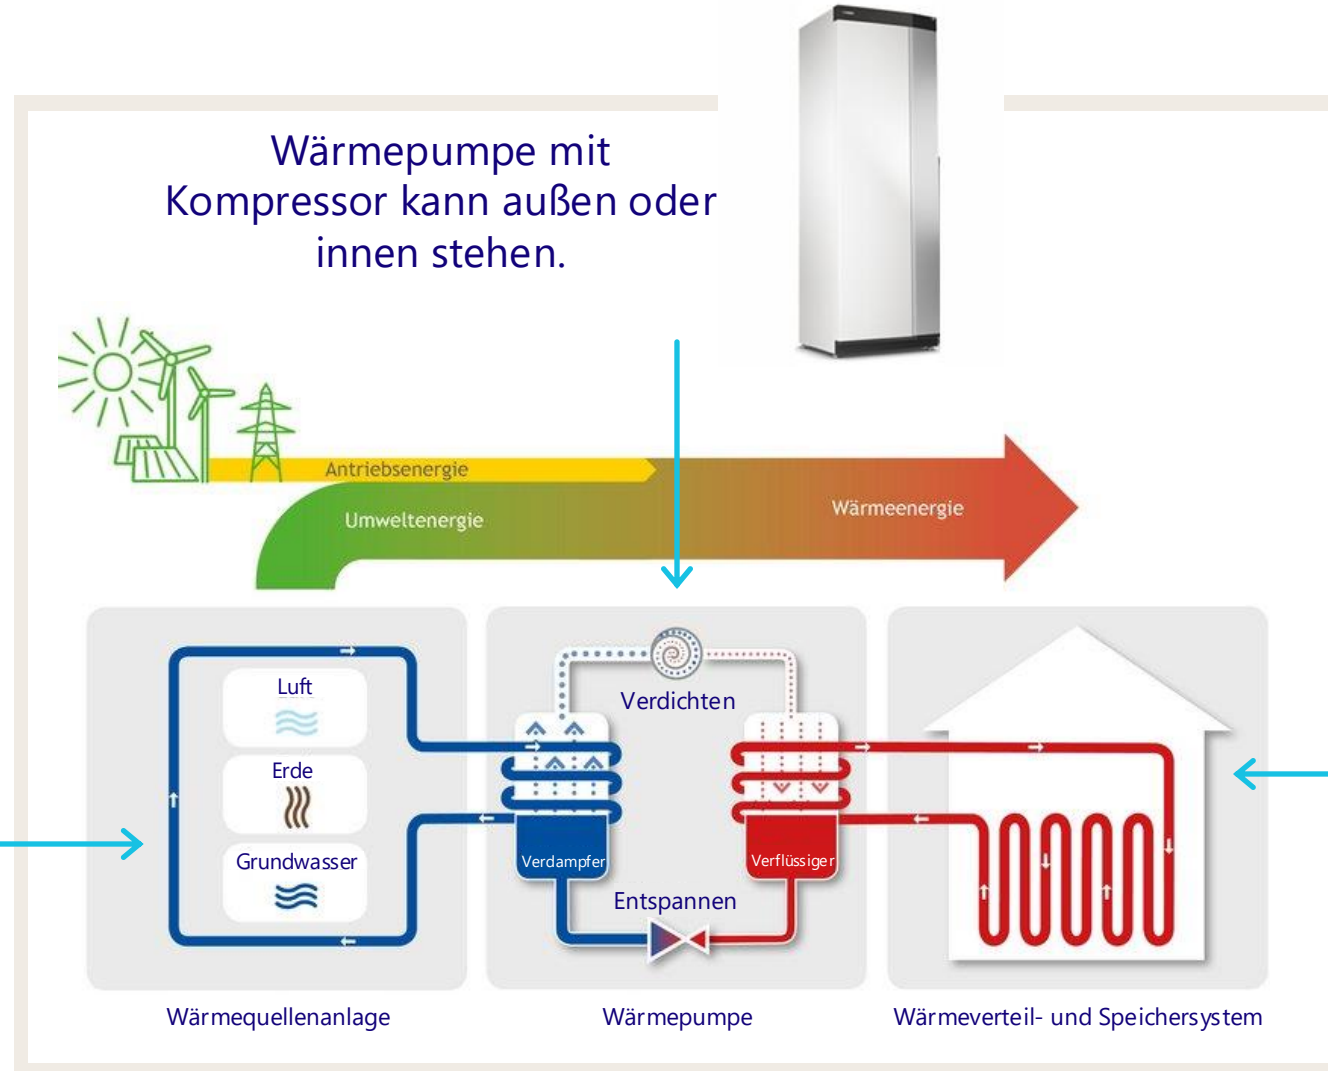 Wärmepumpe mit
Kompressor kann außen oder
innen stehen.
Antriebsenergie
Umweltenergie
Wärmeenergie
Luft
Erde
Grundwasser
Verdichten
Verdampfer
Verflüssiger
Entspannen
Wärmequellenanlage
Wärmepumpe
Wärmeverteil- und Speichersystem